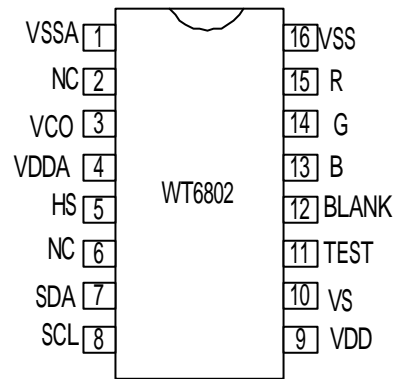 VSSA 1 16 VSS
NC 2 15 R
VCO 3 14 G
VDDA 4 13 B
WT6802
HS 5 12 BLANK
NC 6 11 TEST
SDA 7 10 VS
SCL 8 9 VDD